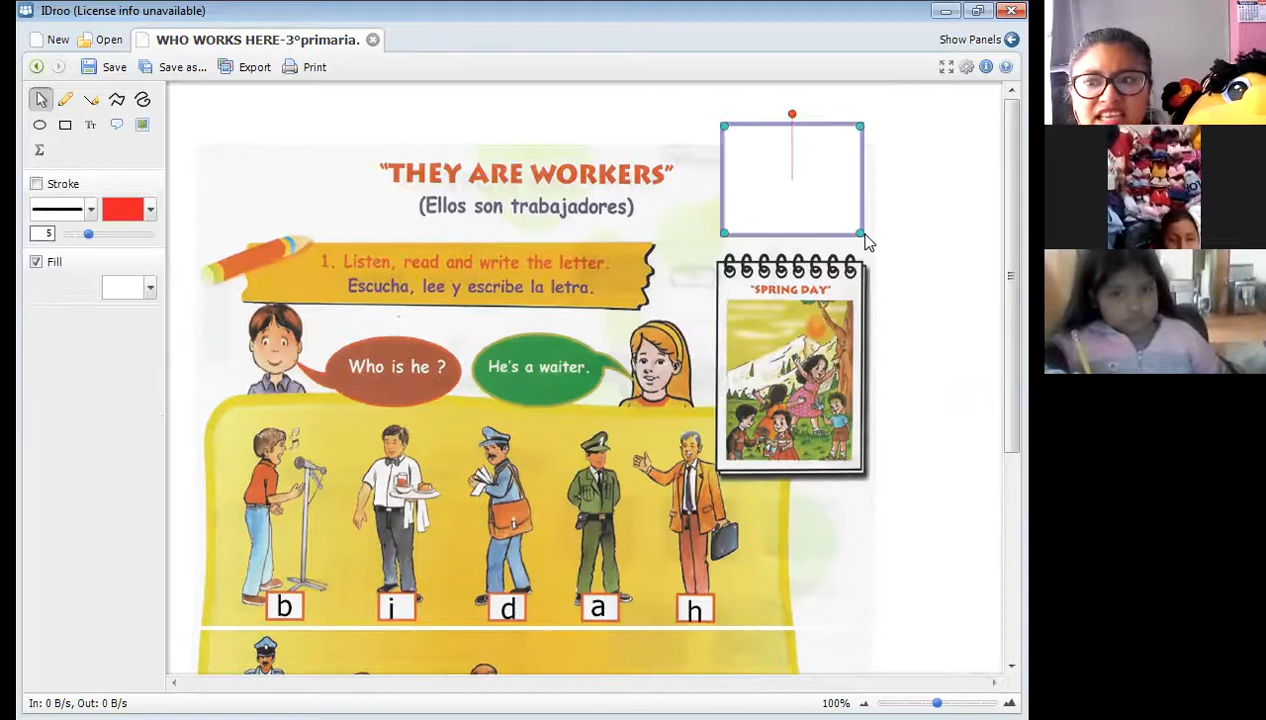 IDroo (License info unavailable)
New
Open
WHO WORKS HERE-3ºprimaria.
Show Panels
Save
Save as...
Export
Print
Tr
Σ
Stroke
5
Fill
"THEY ARE WORKERS"
(Ellos son trabajadores)
1. Listen, read and write the letter.
Escucha, lee y escribe la letra.
"SPRING DAY"
Who is he ?
He's a waiter.
b
i
d
a
h
In: 0 B/s, Out: 0 B/s
100%